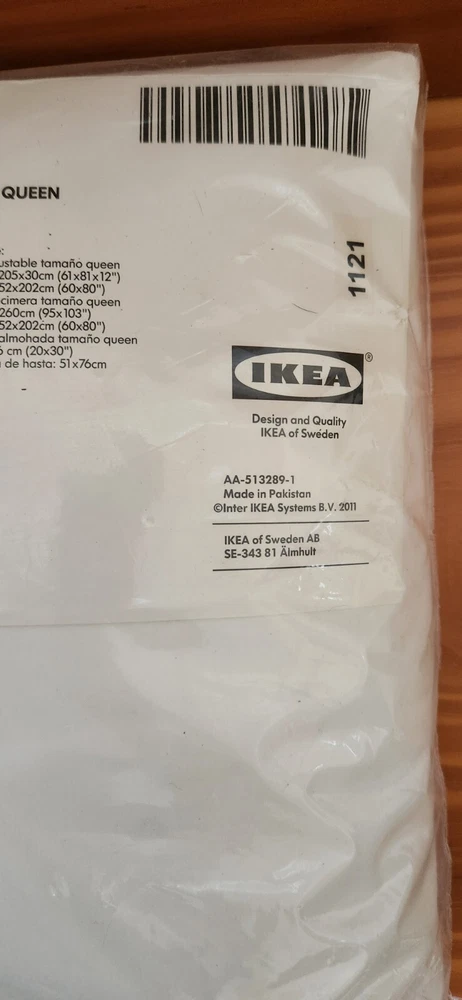 QUEEN
ustable tamaño queen
205x30cm (61x81x12")
52x202cm (60x80")
cimera tamaño queen
260cm (95x103")
52x202cm (60x80")
almohada tamaño queen
cm (20x30")
de hasta: 51x76cm
1121
IKEA®
Design and Quality
IKEA of Sweden
AA-513289-1
Made in Pakistan
©Inter IKEA Systems B.V. 2011
IKEA of Sweden AB
SE-343 81 Älmhult